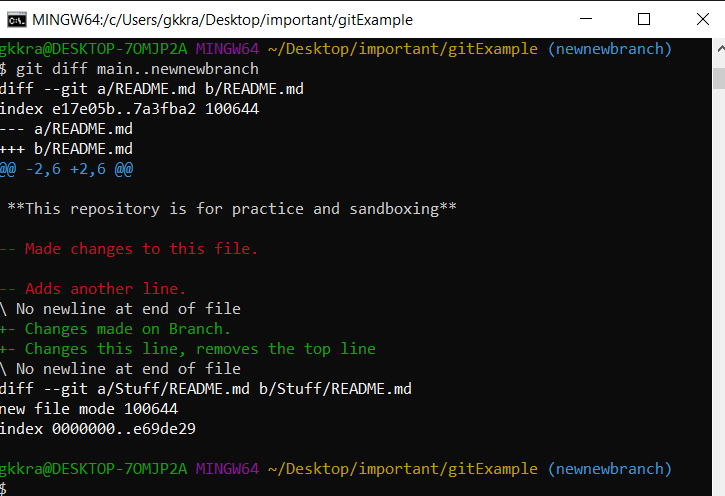 MINGW64:/c/Users/gkkra/Desktop/important/gitExample
gkkra@DESKTOP-7OMJP2A MINGW64 ~/Desktop/important/gitExample (newnewbranch)
$ git diff main..newnewbranch
diff --git a/README.md b/README.md
index e17e05b..7a3fba2 100644
--- a/README.md
+++ b/README.md
@@ -2,6 +2,6 @@
**This repository is for practice and sandboxing**
-- Made changes to this file.
-- Adds another line.
\ No newline at end of file
+- Changes made on Branch.
+- Changes this line, removes the top line
\ No newline at end of file
diff --git a/Stuff/README.md b/Stuff/README.md
new file mode 100644
index 0000000..e69de29
gkkra@DESKTOP-7OMJP2A MINGW64 ~/Desktop/important/gitExample (newnewbranch)
$